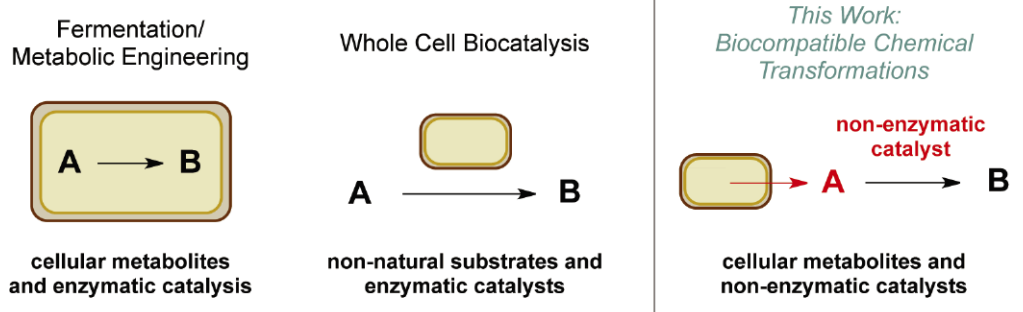 Fermentation/
Metabolic Engineering
A B
cellular metabolites
and enzymatic catalysis
Whole Cell Biocatalysis
A B
non-natural substrates and
enzymatic catalysts
This Work:
Biocompatible Chemical
Transformations
non-enzymatic
catalyst
A B
cellular metabolites and
non-enzymatic catalysts